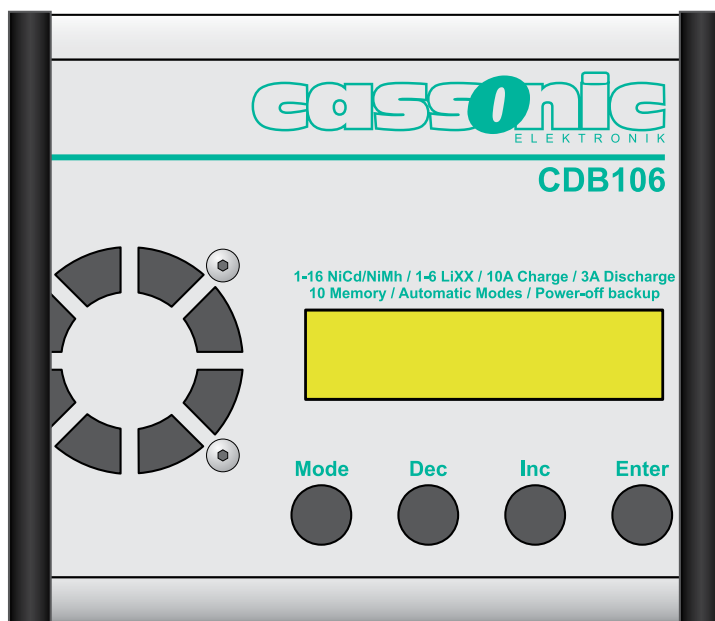 cassonic
ELEKTRONIK
CDB106
1-16 NiCd/NiMh / 1-6 LiXX / 10A Charge / 3A Discharge
10 Memory / Automatic Modes / Power-off backup
Mode Dec Inc Enter